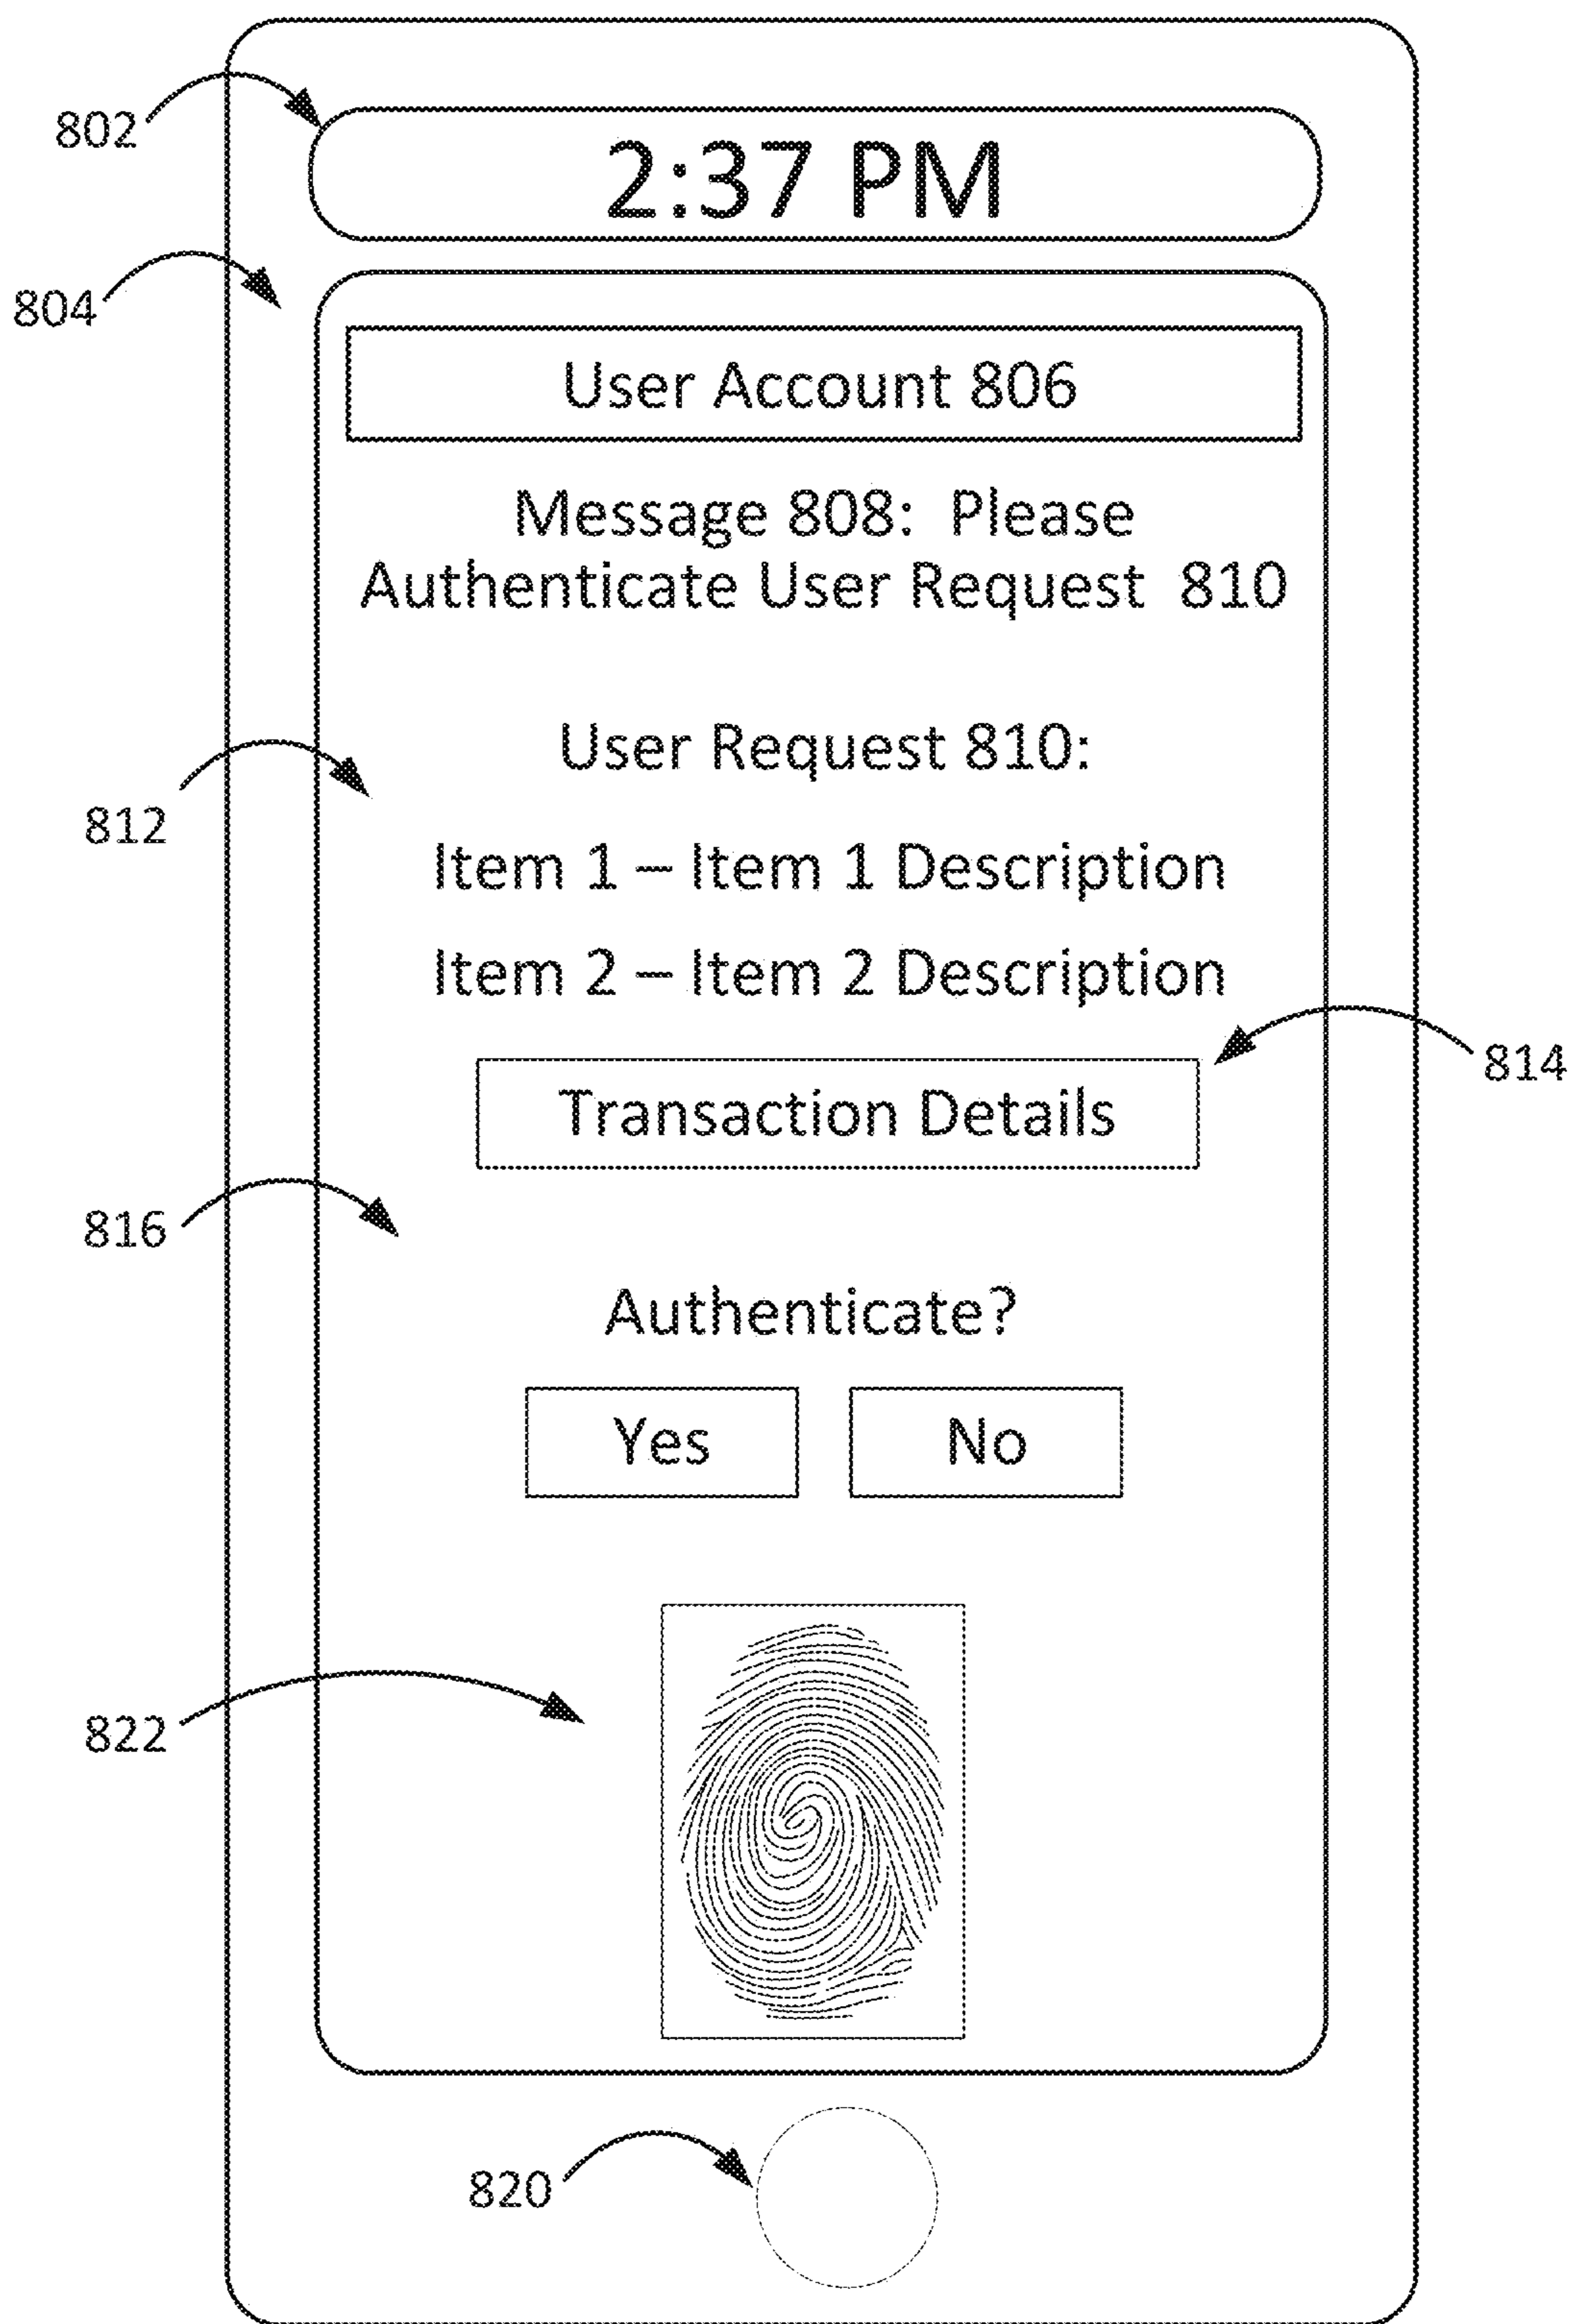 802
2:37 PM
804
User Account 806
Message 808: Please
Authenticate User Request 810
User Request 810:
812
Item 1 – Item 1 Description
Item 2 – Item 2 Description
814
Transaction Details
816
Authenticate?
Yes
No
822
820